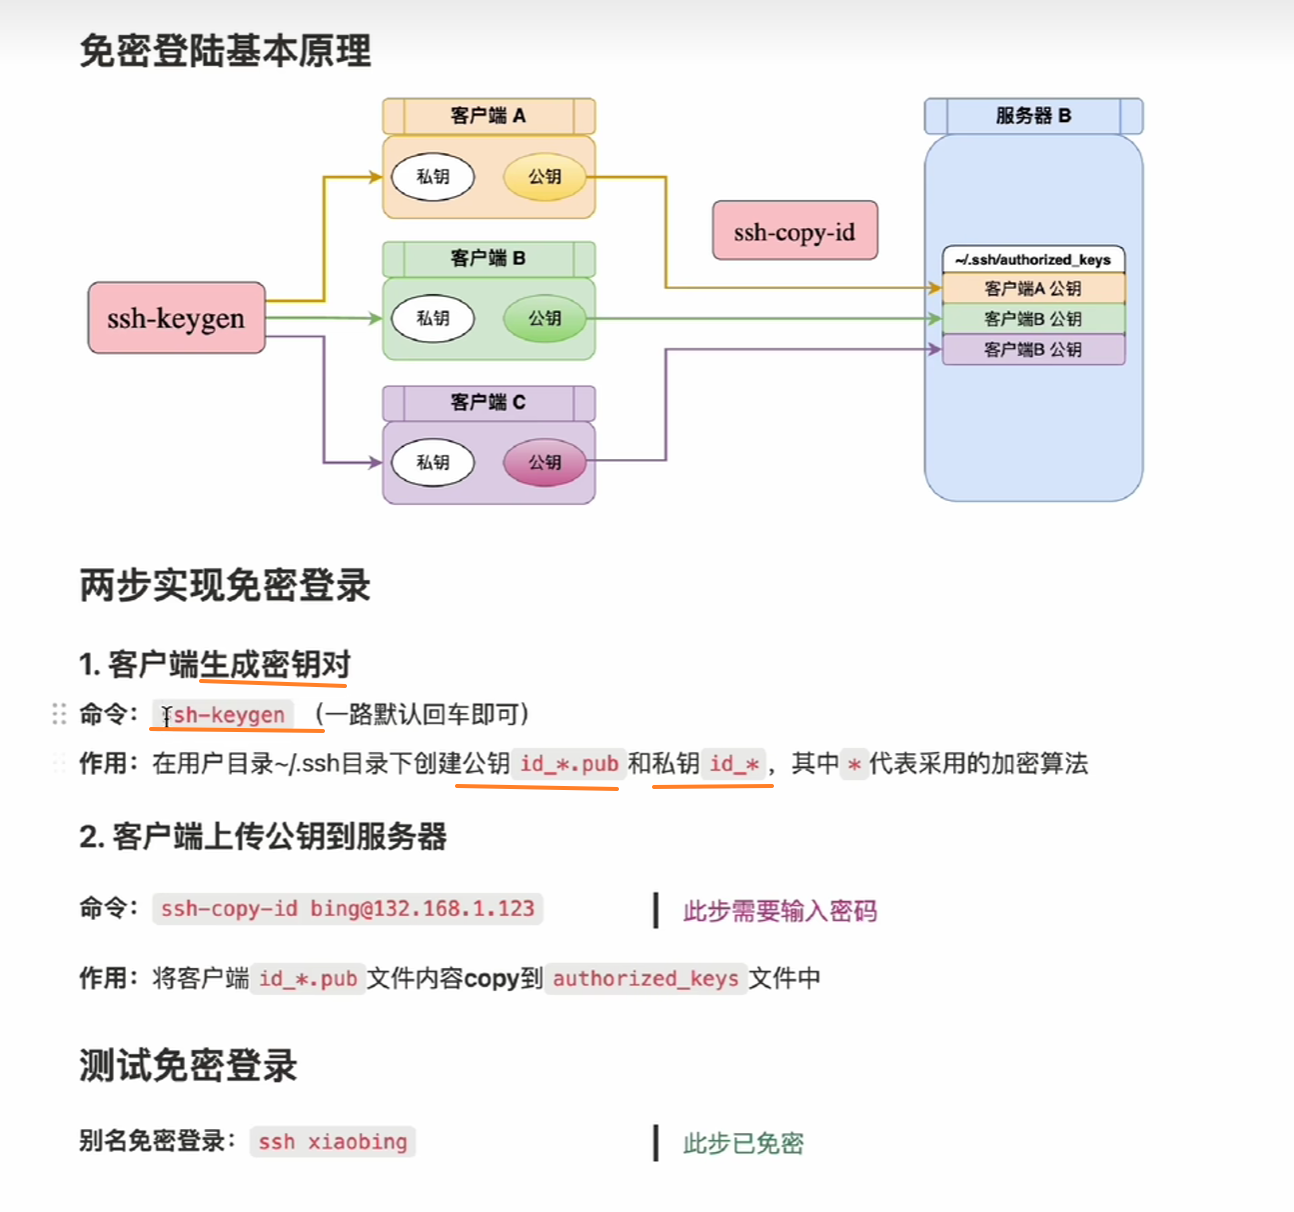 免密登陆基本原理
客户端 A
服务器 B
私钥
公钥
ssh-copy-id
客户端 B
~/.ssh/authorized_keys
客户端A 公钥
ssh-keygen
私钥
公钥
客户端B 公钥
客户端B 公钥
客户端 C
私钥
公钥
两步实现免密登录
1. 客户端生成密钥对
命令： ssh-keygen （一路默认回车即可）
作用：在用户目录~/.ssh目录下创建公钥 id_*.pub 和私钥 id_* ，其中 * 代表采用的加密算法
2. 客户端上传公钥到服务器
命令： ssh-copy-id bing@132.168.1.123 此步需要输入密码
作用：将客户端 id_*.pub 文件内容copy到 authorized_keys 文件中
测试免密登录
别名免密登录： ssh xiaobing 此步已免密